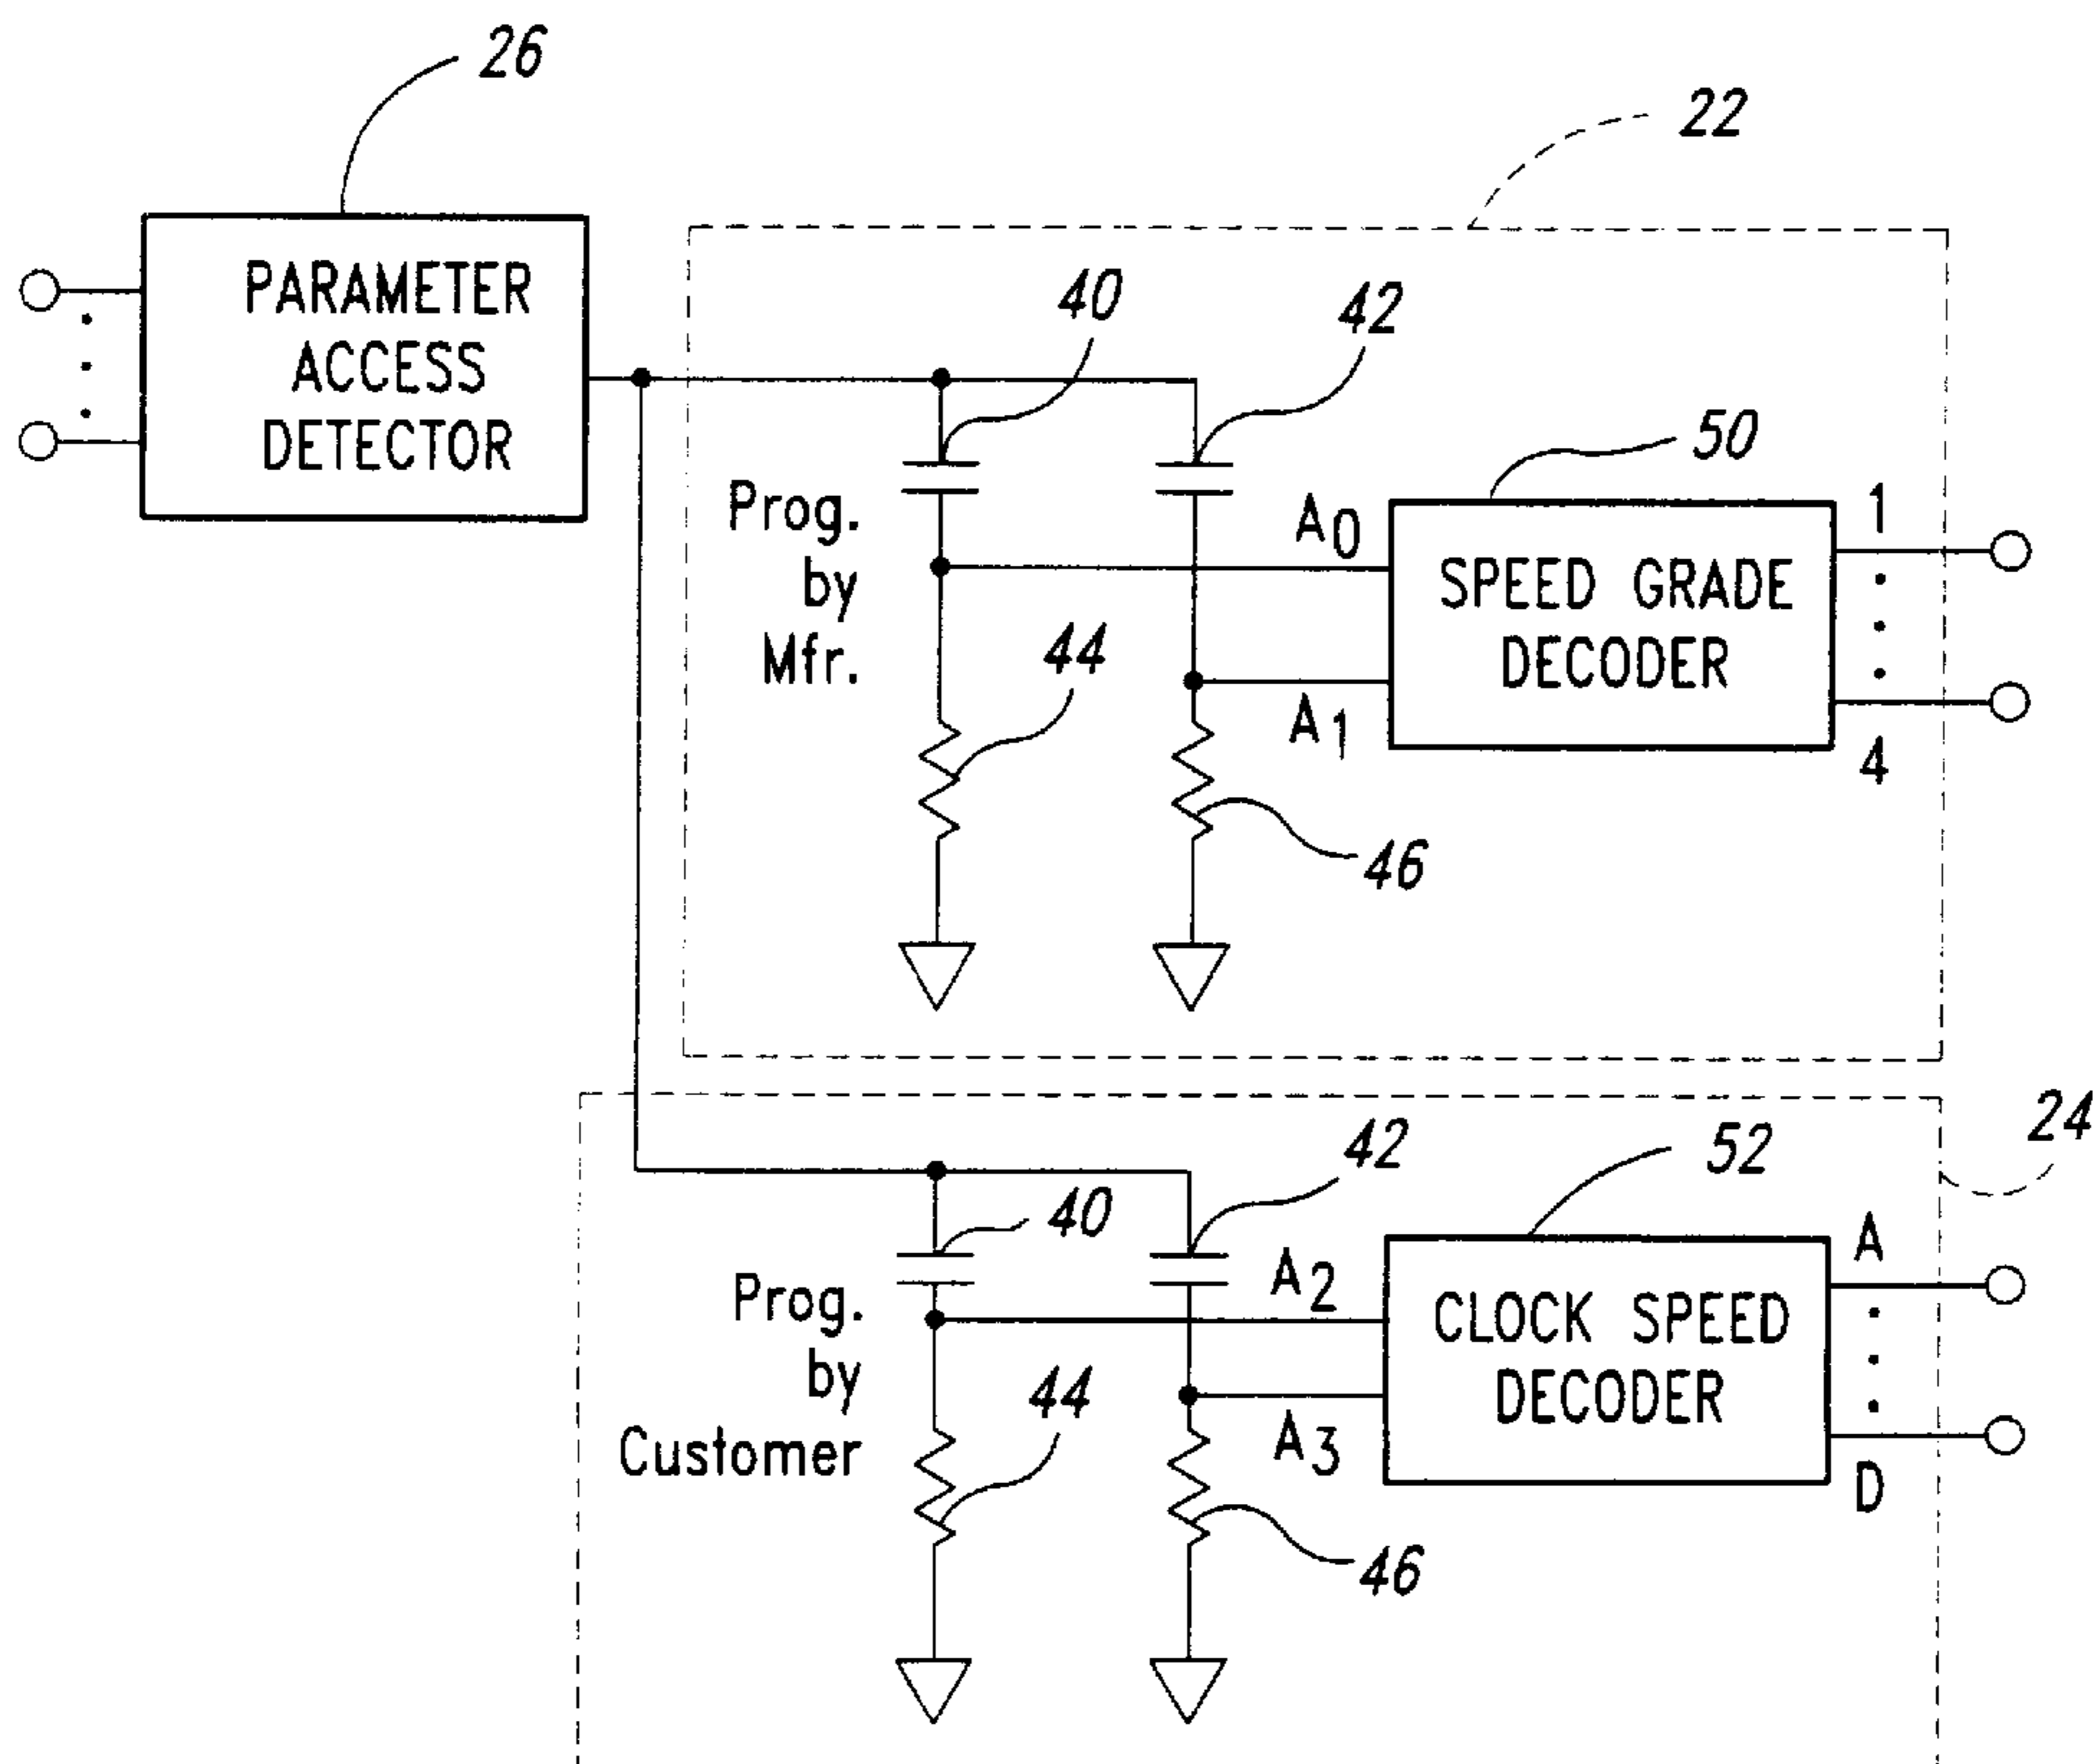 26
22
PARAMETER
ACCESS
DETECTOR
40
42
50
Prog.
by
Mfr.
A0
A1
SPEED GRADE
DECODER
1
4
44
46
24
42
52
40
Prog.
by
Customer
A2
A3
CLOCK SPEED
DECODER
A
D
44
46